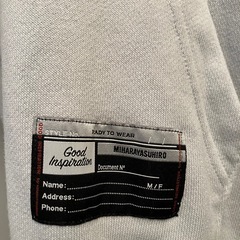 STYLE No. READY TO WEAR
Good
Inspiration
MIHARAYASUHIRO
Document Nº
Name: M/F
Address:
Phone: